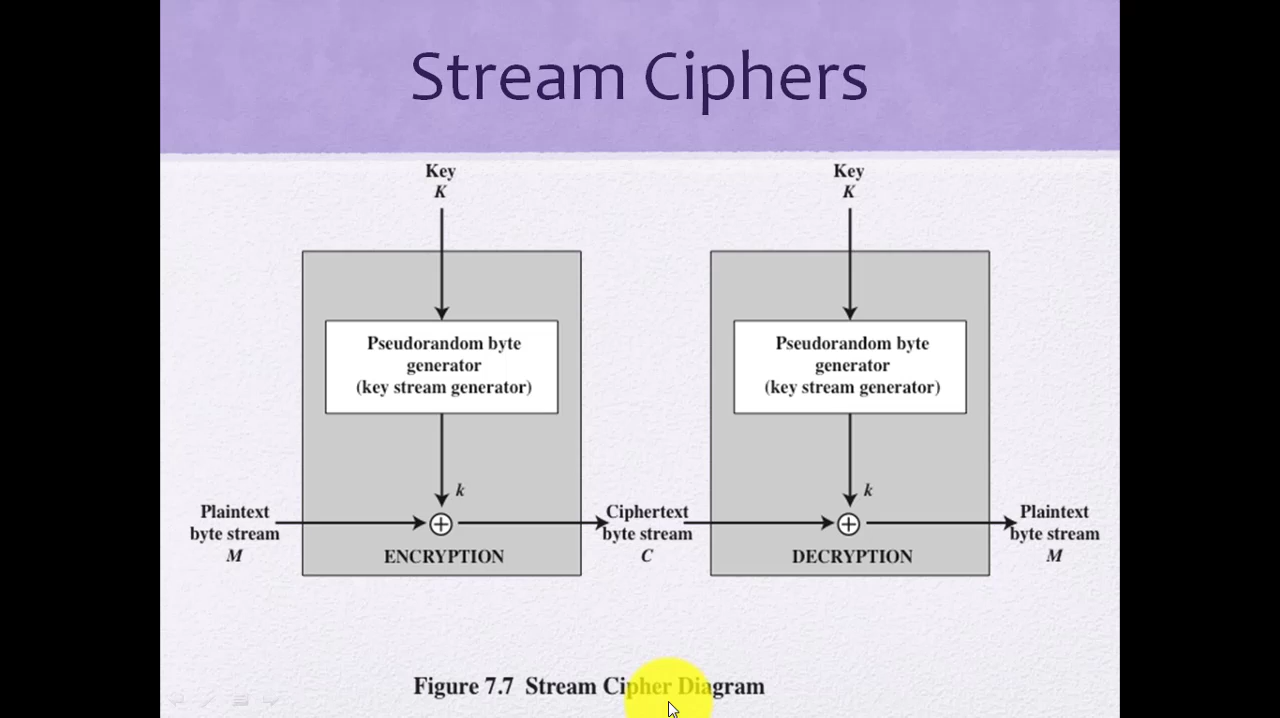 Stream Ciphers
Key
K
Key
K
Pseudorandom byte
generator
(key stream generator)
Pseudorandom byte
generator
(key stream generator)
k
k
Plaintext
byte stream
M
Ciphertext
byte stream
C
Plaintext
byte stream
M
ENCRYPTION
DECRYPTION
Figure 7.7 Stream Cipher Diagram